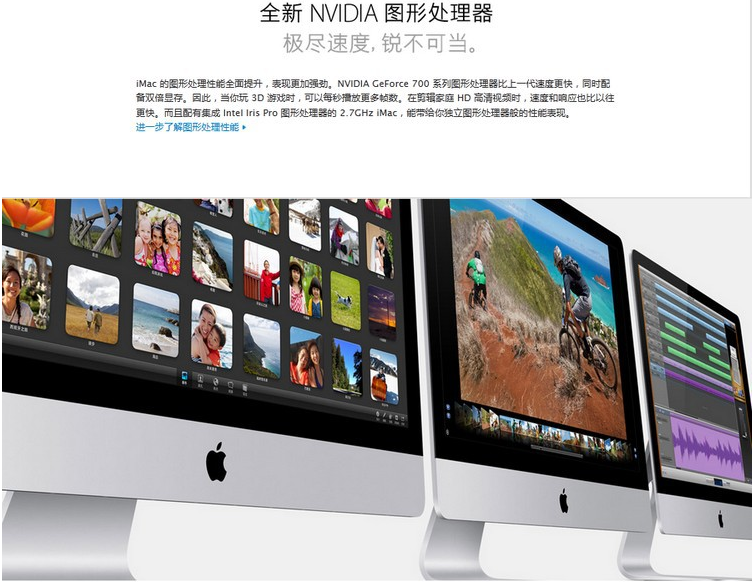 全新 NVIDIA 图形处理器
极尽速度，锐不可当。
iMac 的图形处理性能全面提升，表现更加强劲。NVIDIA GeForce 700 系列图形处理器比上一代速度更快，同时配
备双倍显存。因此，当你玩 3D 游戏时，可以每秒播放更多帧数。在剪辑家庭 HD 高清视频时，速度和响应也比以往
更快。而且配有集成 Intel Iris Pro 图形处理器的 2.7GHz iMac，能带给你独立图形处理器般的性能表现。
进一步了解图形处理性能